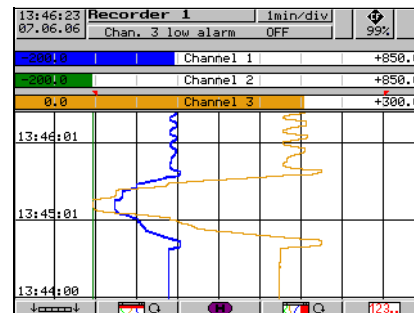 13:46:23 Recorder 1 1min/div
07.06.06 Chan. 3 low alarm OFF 99%
-200.0 Channel 1 +850.0
-200.0 Channel 2 +850.0
0.0 Channel 3 +300.0
13:46:01
13:45:01
13:44:00
M 123..